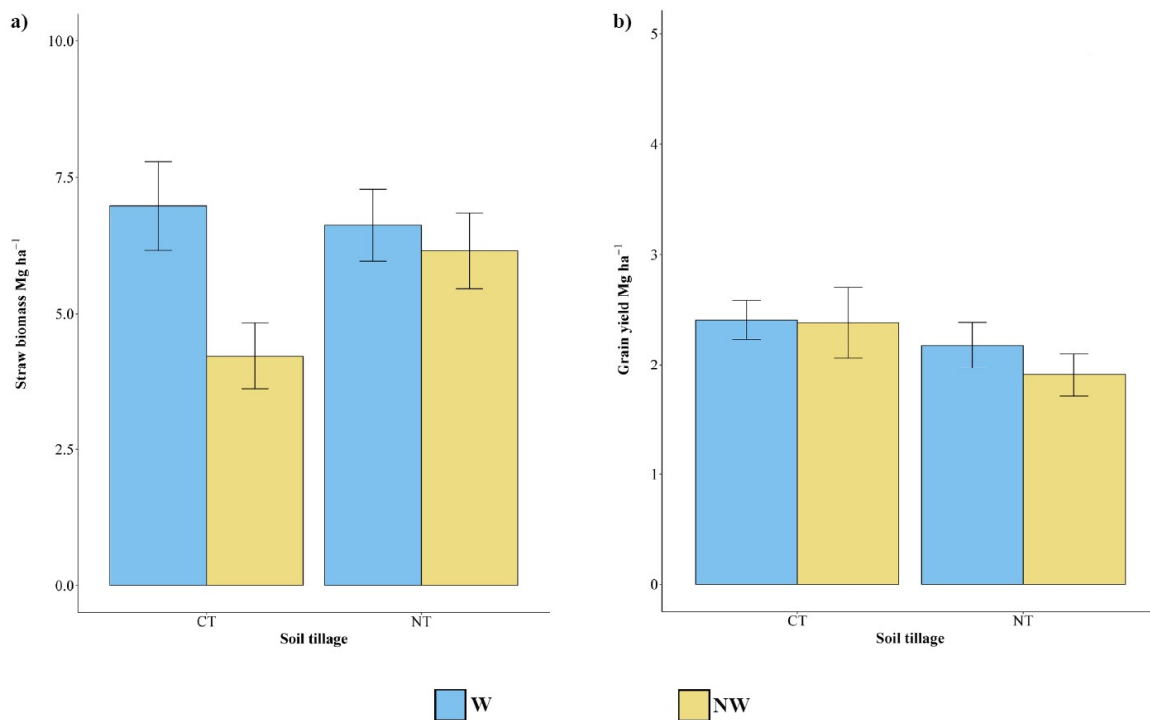 a)
10.0
7.5
5.0
2.5
0.0
Straw biomass Mg ha⁻¹
CT
NT
Soil tillage
b)
5
4
3
2
1
0
Grain yield Mg ha⁻¹
CT
NT
Soil tillage
W
NW